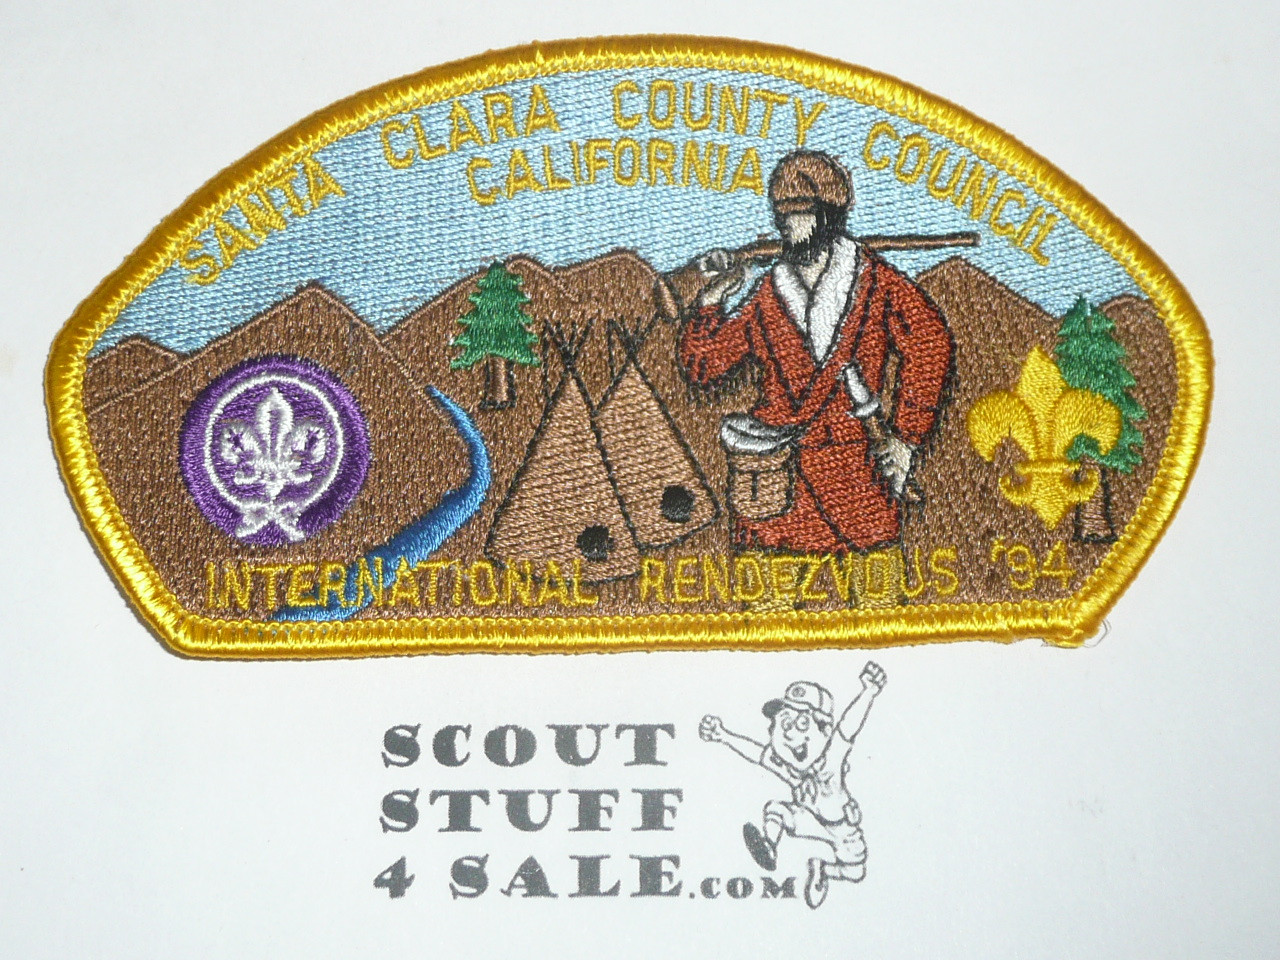 SANTA CLARA COUNTY COUNCIL
CALIFORNIA
INTERNATIONAL RENDEZVOUS '94
SCOUT
STUFF
4 SALE.COM